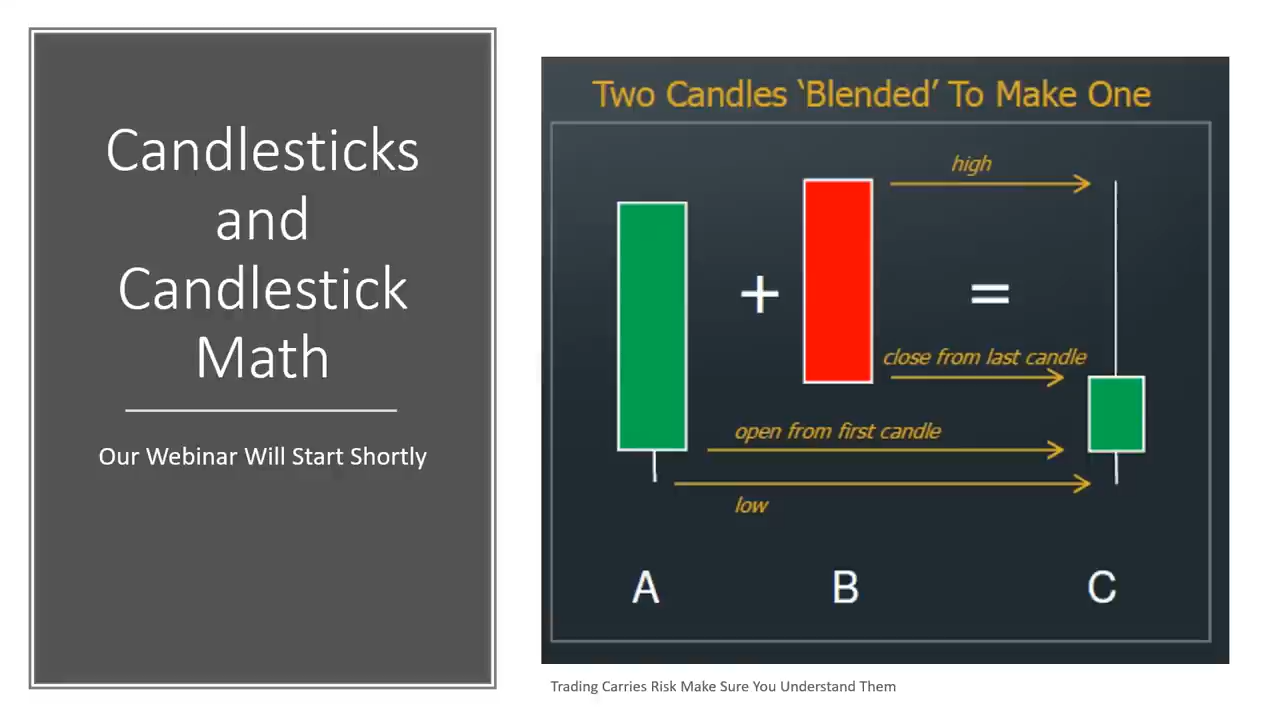 Candlesticks
and
Candlestick
Math
Our Webinar Will Start Shortly
Two Candles ‘Blended’ To Make One
high
+
=
close from last candle
open from first candle
low
A
B
C
Trading Carries Risk Make Sure You Understand Them